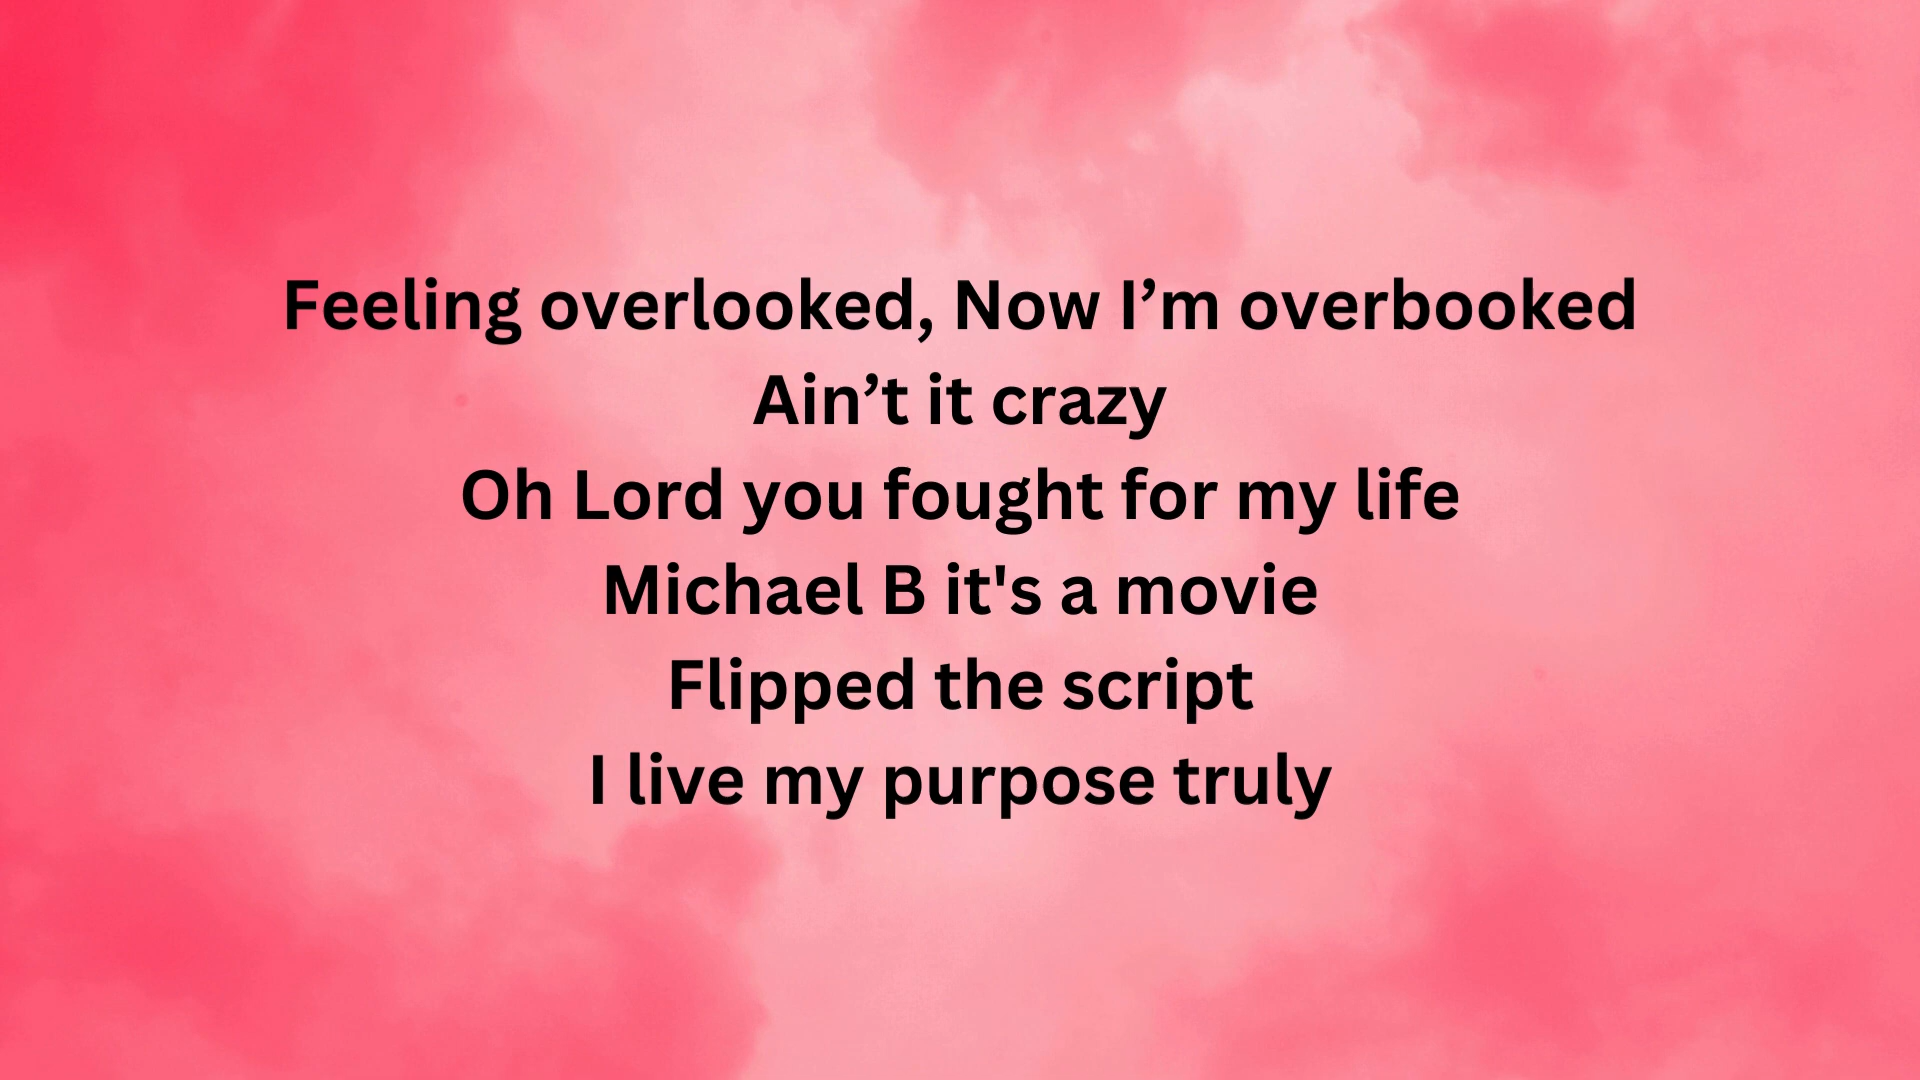 Feeling overlooked, Now I’m overbooked
Ain’t it crazy
Oh Lord you fought for my life
Michael B it's a movie
Flipped the script
I live my purpose truly